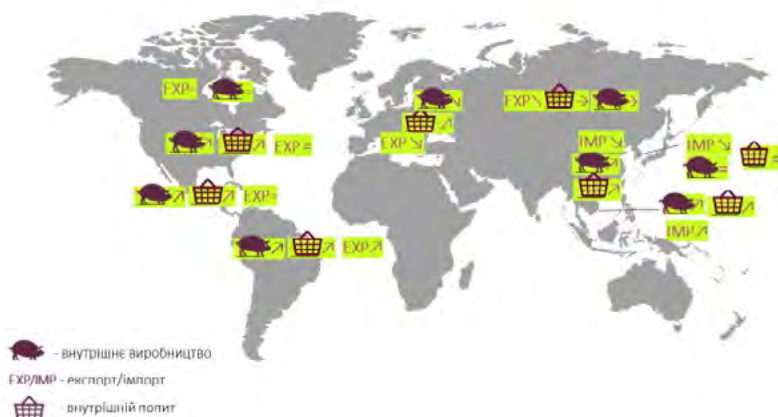 EXP=
=
EXP↘ → →
↘
↗ ↗ EXP =
↗
EXP↘
IMP ↘
IMP ↘
↗
=
=
↗
↗ ↗ EXP=
↗ ↗
IMP↗
↗ ↗ EXP↗
- внутрішнє виробництво
EXP/IMP - експорт/імпорт
- внутрішній попит